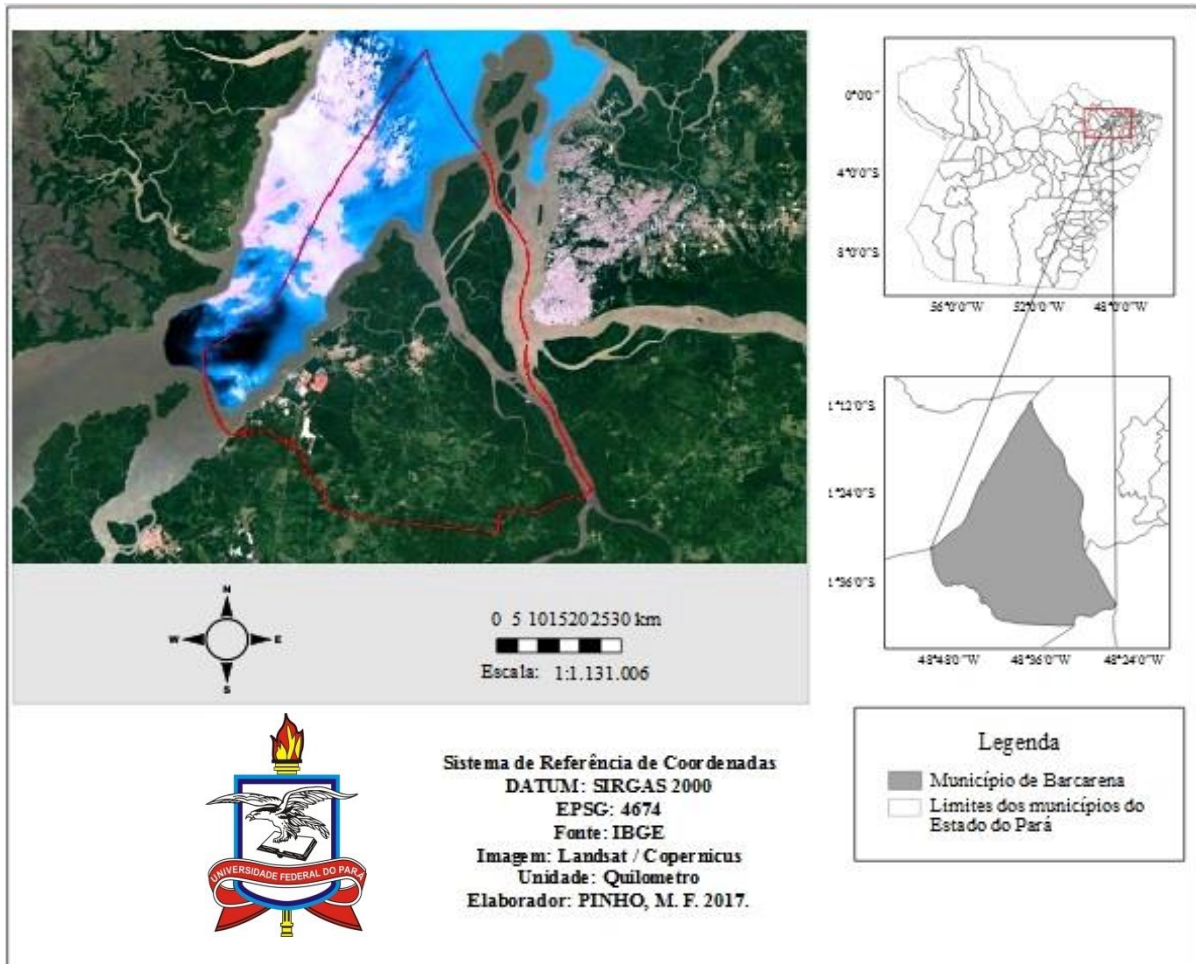 0°0'0"
4°0'0"S
8°0'0"S
56°0'0"W 52°0'0"W 48°0'0"W
1°12'0"S
1°24'0"S
1°36'0"S
48°48'0"W 48°36'0"W 48°24'0"W
N
W E
S
0 5 1015202530 km
Escala: 1:1.131.006
UNIVERSIDADE FEDERAL DO PARÁ
Sistema de Referência de Coordenadas
DATUM: SIRGAS 2000
EPSG: 4674
Fonte: IBGE
Imagem: Landsat / Copernicus
Unidade: Quilometro
Elaborador: PINHO, M. F. 2017.
Legenda
Município de Barcarena
Limites dos municípios do
Estado do Pará